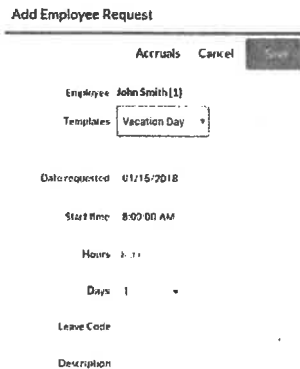 Add Employee Request
Accruals Cancel Save
Employee John Smith [1]
Templates Vacation Day
Date requested 01/15/2018
Start time 8:00:00 AM
Hours
Days 1
Leave Code
Description